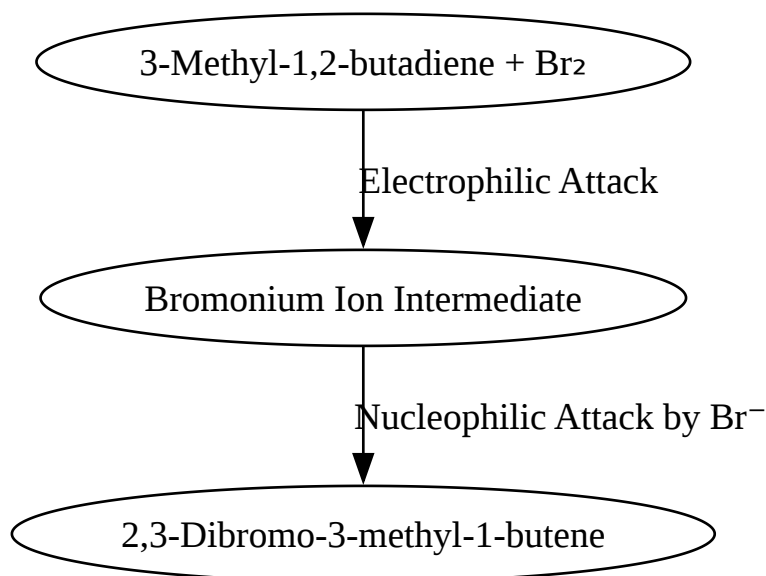 3-Methyl-1,2-butadiene + Br₂
Electrophilic Attack
Bromonium Ion Intermediate
Nucleophilic Attack by Br⁻
2,3-Dibromo-3-methyl-1-butene